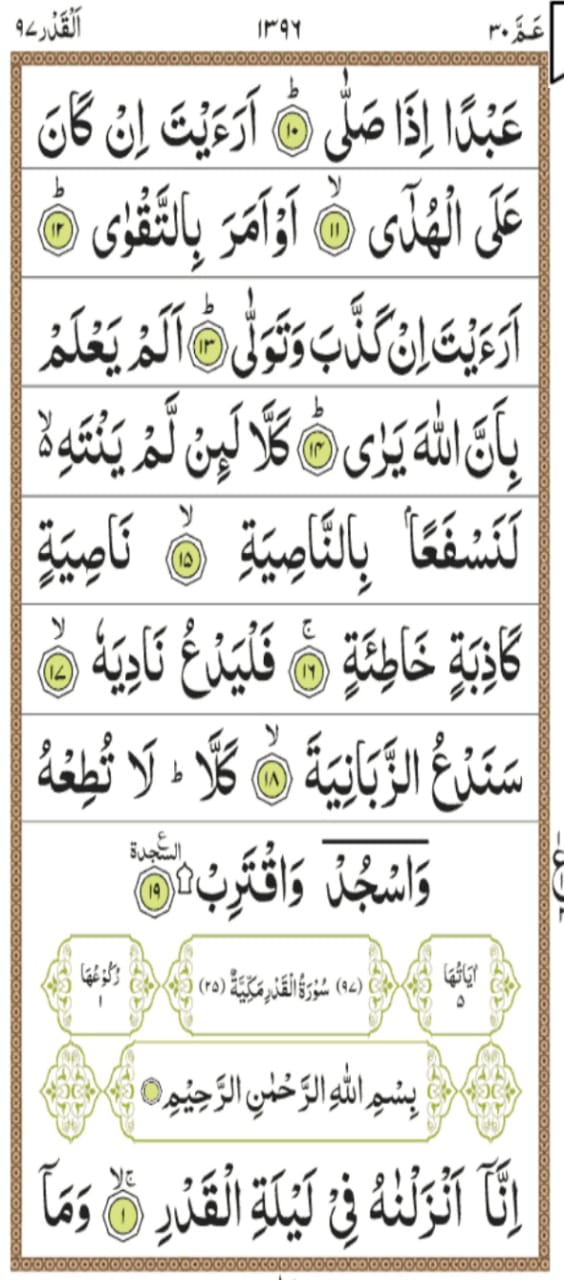 عَمَّ ٣٠ ١٣٩٦ اَلْقَدْر ٩٧
عَبْدًا اِذَا صَلّٰى ؕ ١٠ اَرَءَيْتَ اِنْ كَانَ
عَلَى الْهُدٰٓى ۙ ١١ اَوْ اَمَرَ بِالتَّقْوٰى ؕ ١٢
اَرَءَيْتَ اِنْ كَذَّبَ وَتَوَلّٰى ؕ ١٣ اَلَمْ يَعْلَمْ
بِاَنَّ اللّٰهَ يَرٰى ؕ ١٤ كَلَّا لَئِنْ لَّمْ يَنْتَهِ ۙ۬
لَنَسْفَعًاۢ بِالنَّاصِيَةِ ۙ ١٥ نَاصِيَةٍ
كَاذِبَةٍ خَاطِئَةٍ ۚ ١٦ فَلْيَدْعُ نَادِيَهٗ ۙ ١٧
سَنَدْعُ الزَّبَانِيَةَ ۙ ١٨ كَلَّا ؕ لَا تُطِعْهُ
وَاسْجُدْ وَاقْتَرِبْ ۩ السجدة ع ١٩
اٰيَاتُهَا ٥ (٩٧) سُوْرَةُ الْقَدْرِ مَكِّيَّةٌ (٢٥) رُكُوْعُهَا ١
بِسْمِ اللّٰهِ الرَّحْمٰنِ الرَّحِيْمِ
اِنَّاۤ اَنْزَلْنٰهُ فِيْ لَيْلَةِ الْقَدْرِ ۚۖ ١ وَمَاۤ